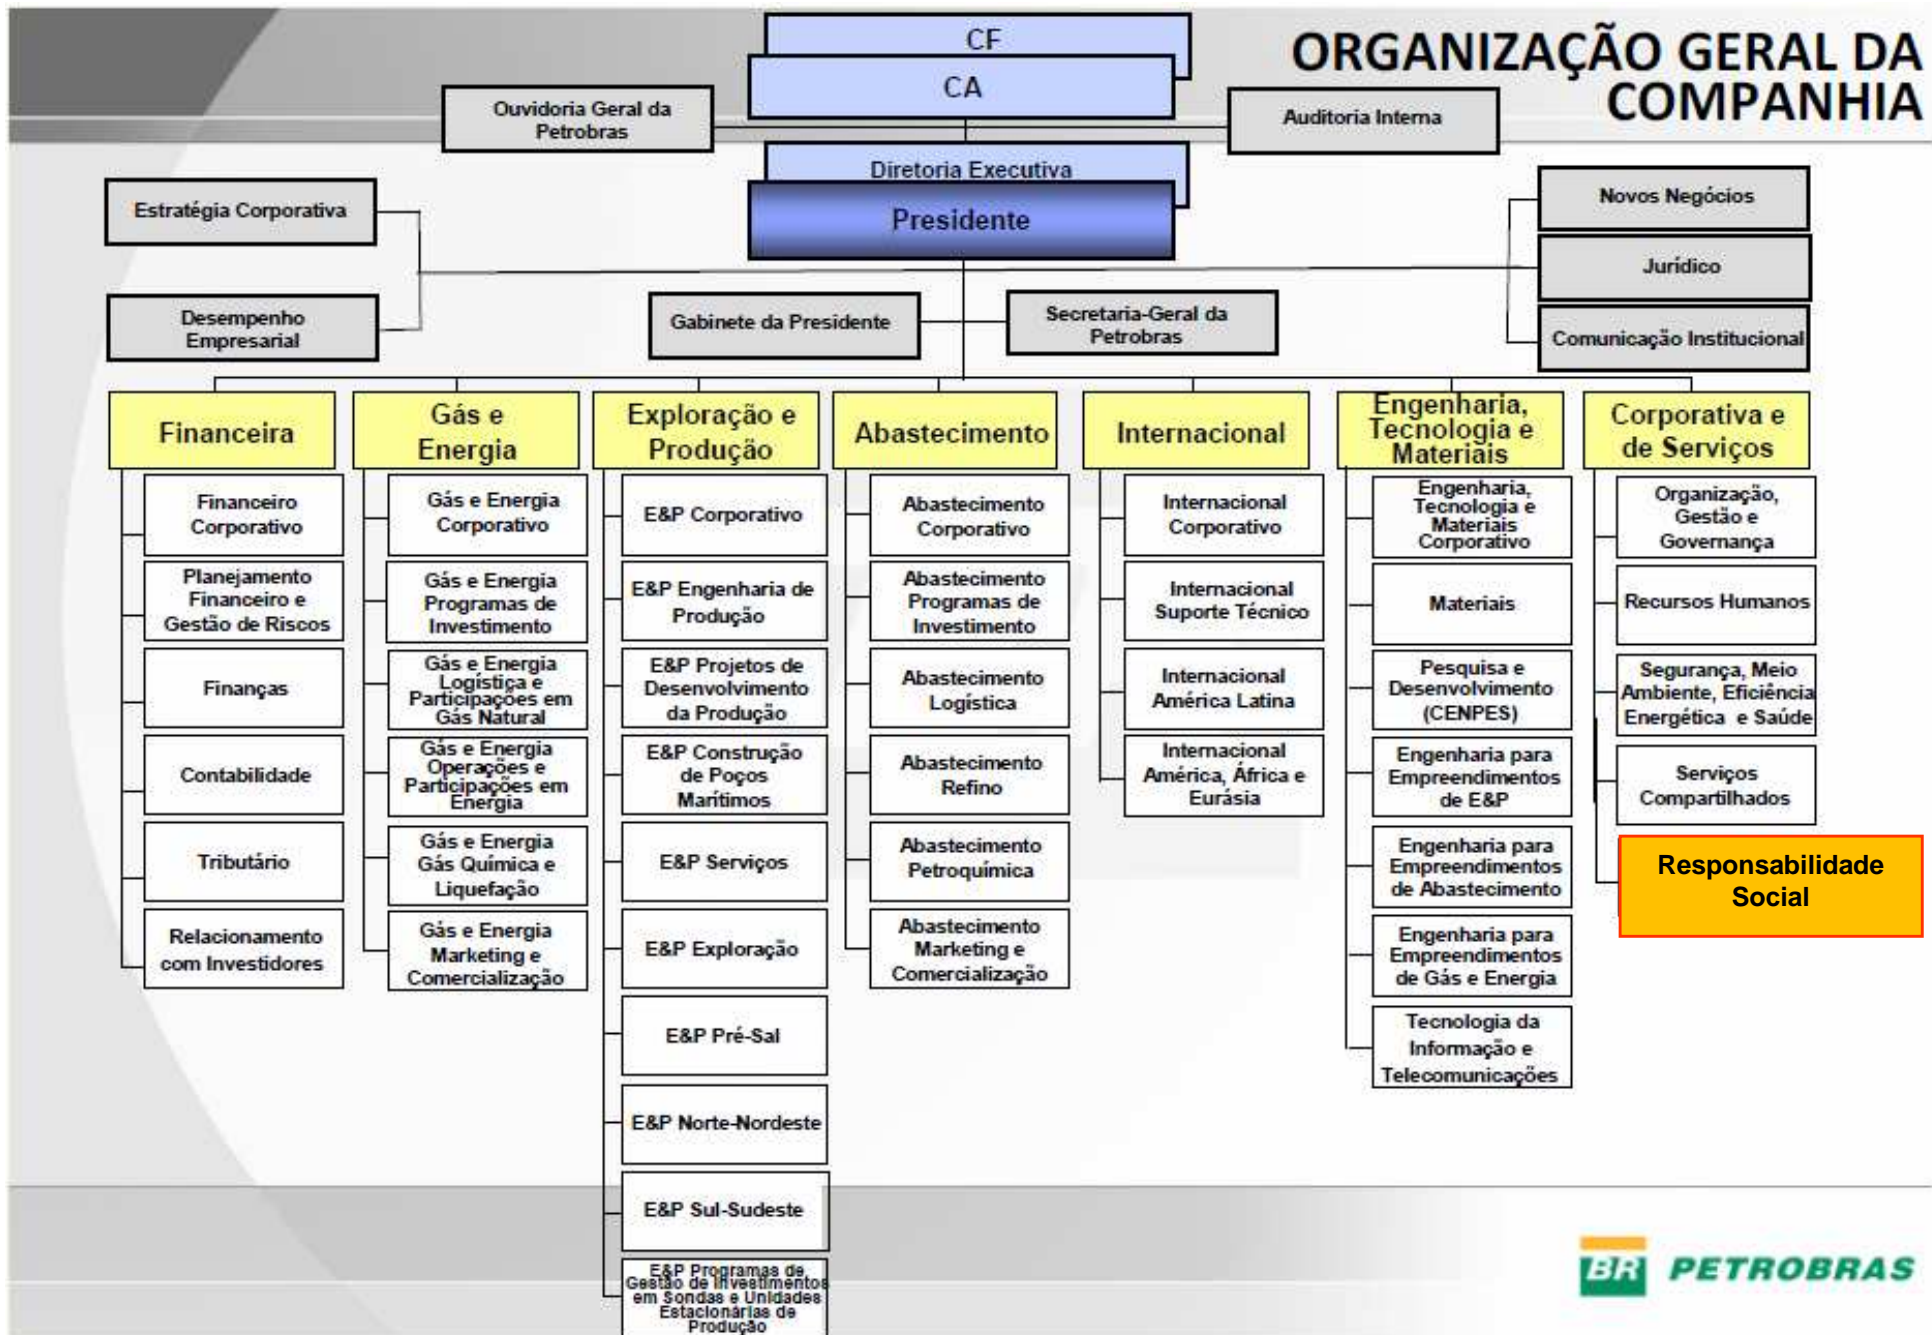 ORGANIZAÇÃO GERAL DA
COMPANHIA
CF
CA
Ouvidoria Geral da
Petrobras
Auditoria Interna
Diretoria Executiva
Presidente
Estratégia Corporativa
Desempenho
Empresarial
Novos Negócios
Jurídico
Comunicação Institucional
Gabinete da Presidente
Secretaria-Geral da
Petrobras
Financeira
Financeiro
Corporativo
Planejamento
Financeiro e
Gestão de Riscos
Finanças
Contabilidade
Tributário
Relacionamento
com Investidores
Gás e
Energia
Gás e Energia
Corporativo
Gás e Energia
Programas de
Investimento
Gás e Energia
Logística e
Participações em
Gás Natural
Gás e Energia
Operações e
Participações em
Energia
Gás e Energia
Gás Química e
Liquefação
Gás e Energia
Marketing e
Comercialização
Exploração e
Produção
E&P Corporativo
E&P Engenharia de
Produção
E&P Projetos de
Desenvolvimento
da Produção
E&P Construção
de Poços
Marítimos
E&P Serviços
E&P Exploração
E&P Pré-Sal
E&P Norte-Nordeste
E&P Sul-Sudeste
E&P Programas de
Gestão de Investimentos
em Sondas e Unidades
Estacionárias de
Produção
Abastecimento
Abastecimento
Corporativo
Abastecimento
Programas de
Investimento
Abastecimento
Logística
Abastecimento
Refino
Abastecimento
Petroquímica
Abastecimento
Marketing e
Comercialização
Internacional
Internacional
Corporativo
Internacional
Suporte Técnico
Internacional
América Latina
Internacional
América, África e
Eurásia
Engenharia,
Tecnologia e
Materiais
Engenharia,
Tecnologia e
Materiais
Corporativo
Materiais
Pesquisa e
Desenvolvimento
(CENPES)
Engenharia para
Empreendimentos
de E&P
Engenharia para
Empreendimentos
de Abastecimento
Engenharia para
Empreendimentos
de Gás e Energia
Tecnologia da
Informação e
Telecomunicações
Corporativa e
de Serviços
Organização,
Gestão e
Governança
Recursos Humanos
Segurança, Meio
Ambiente, Eficiência
Energética e Saúde
Serviços
Compartilhados
Responsabilidade
Social
BR PETROBRAS